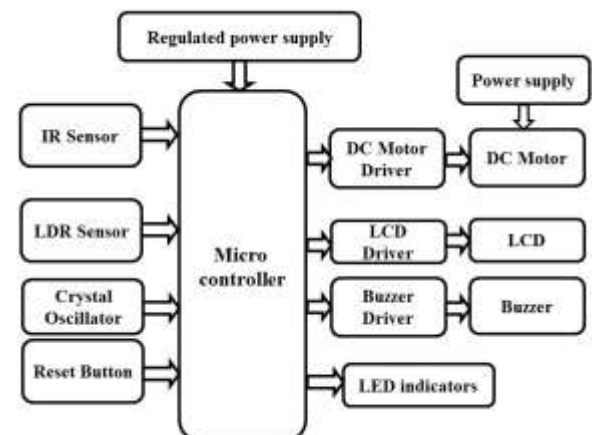 Regulated power supply
Power supply
IR Sensor
DC Motor
Driver
DC Motor
LDR Sensor
LCD
Driver
LCD
Micro
controller
Crystal
Oscillator
Buzzer
Driver
Buzzer
Reset Button
LED indicators